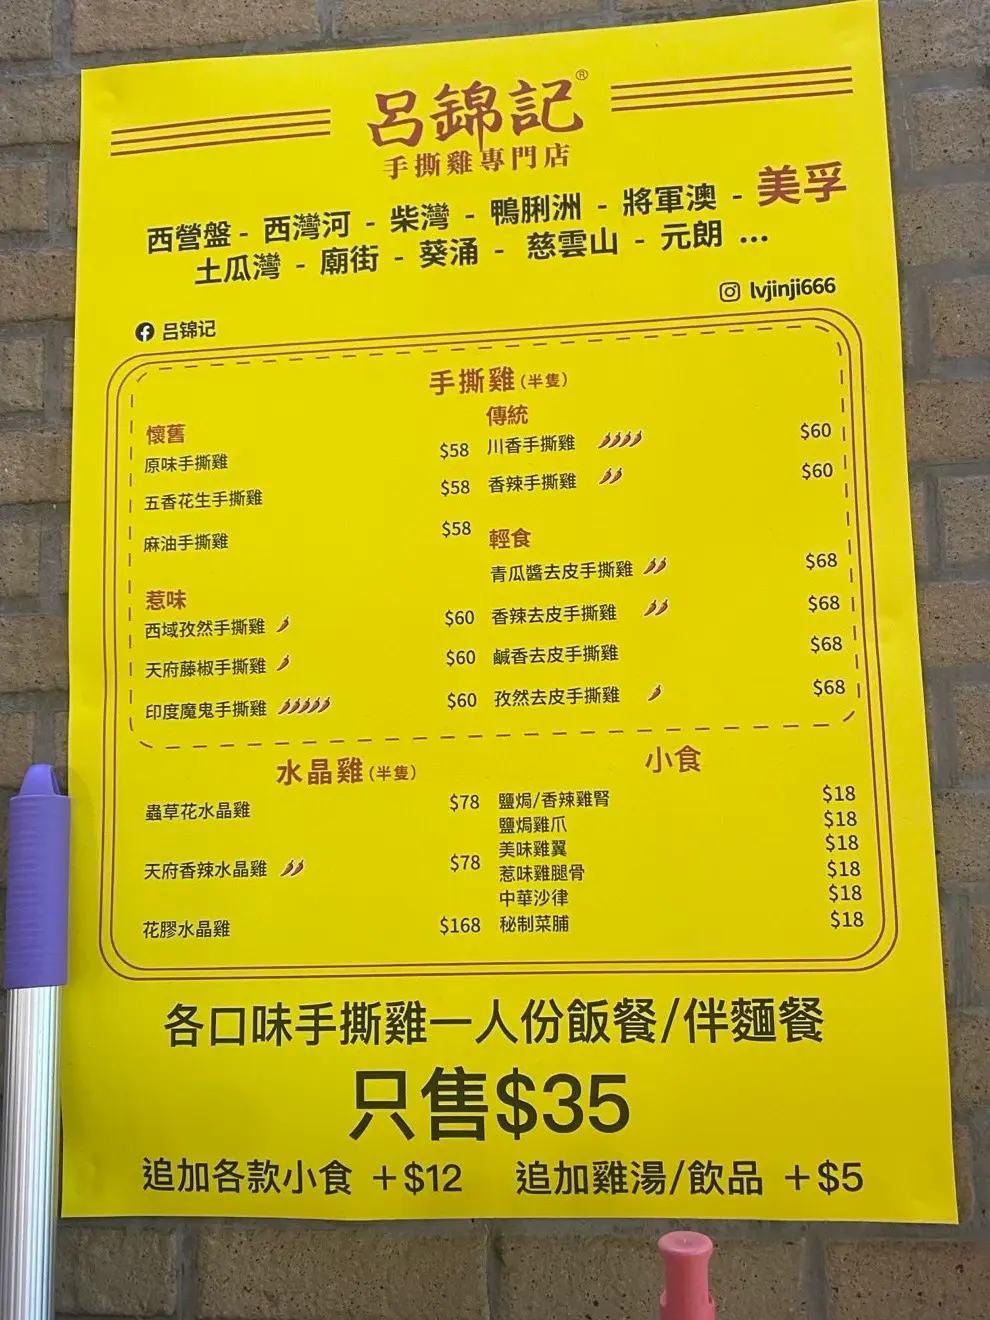 呂錦記®
手撕雞專門店
西營盤 - 西灣河 - 柴灣 - 鴨脷洲 - 將軍澳 - 美孚
土瓜灣 - 廟街 - 葵涌 - 慈雲山 - 元朗 ...
lvjinji666
吕锦记
手撕雞(半隻)
懷舊
原味手撕雞 $58
五香花生手撕雞 $58
麻油手撕雞 $58
惹味
西域孜然手撕雞 $60
天府藤椒手撕雞 $60
印度魔鬼手撕雞 $60
傳統
川香手撕雞 $60
香辣手撕雞 $60
輕食
青瓜醬去皮手撕雞 $68
香辣去皮手撕雞 $68
鹹香去皮手撕雞 $68
孜然去皮手撕雞 $68
水晶雞(半隻)
蟲草花水晶雞 $78
天府香辣水晶雞 $78
花膠水晶雞 $168
小食
鹽焗/香辣雞腎 $18
鹽焗雞爪 $18
美味雞翼 $18
惹味雞腿骨 $18
中華沙律 $18
秘制菜脯 $18
各口味手撕雞一人份飯餐/伴麵餐
只售$35
追加各款小食 +$12 追加雞湯/飲品 +$5